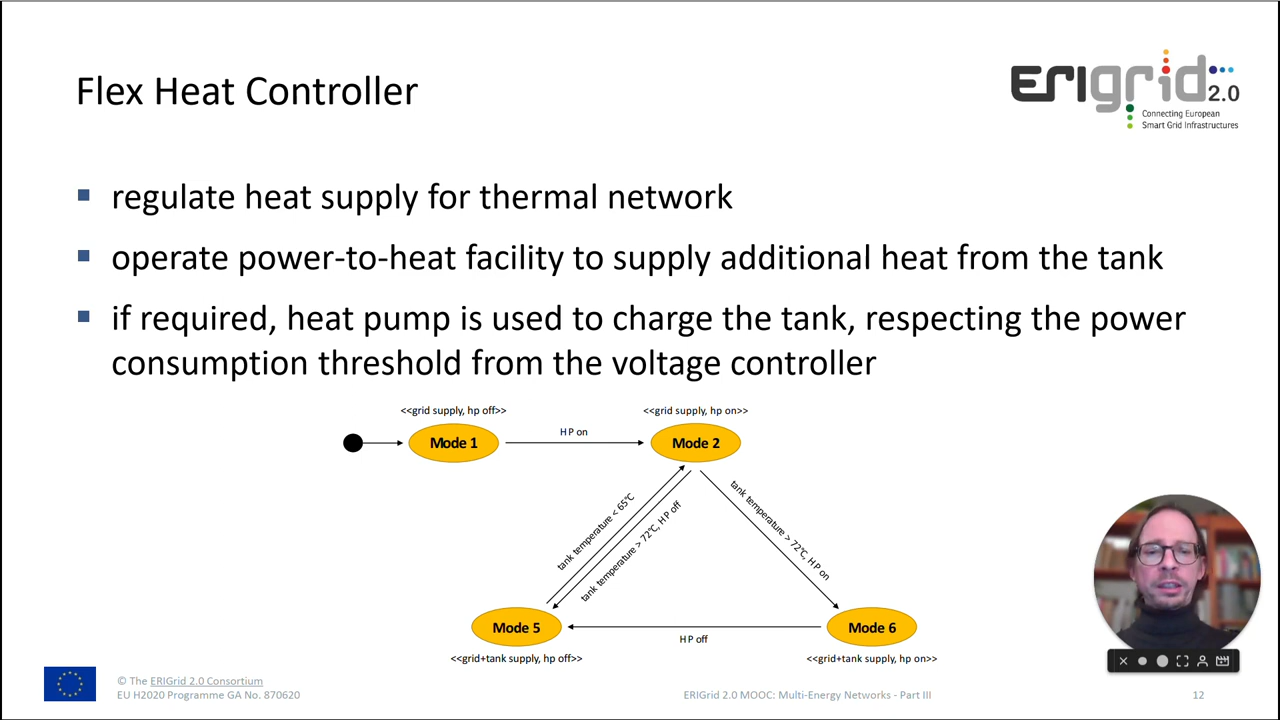 Flex Heat Controller
ERIgrid 2.0
Connecting European
Smart Grid Infrastructures
regulate heat supply for thermal network
operate power-to-heat facility to supply additional heat from the tank
if required, heat pump is used to charge the tank, respecting the power
consumption threshold from the voltage controller
<<grid supply, hp off>>
<<grid supply, hp on>>
Mode 1
HP on
Mode 2
tank temperature < 65°C
tank temperature > 72°C, HP off
tank temperature > 72°C, HP on
Mode 5
HP off
Mode 6
<<grid+tank supply, hp off>>
<<grid+tank supply, hp on>>
© The ERIGrid 2.0 Consortium
EU H2020 Programme GA No. 870620
ERIGrid 2.0 MOOC: Multi-Energy Networks - Part III
12